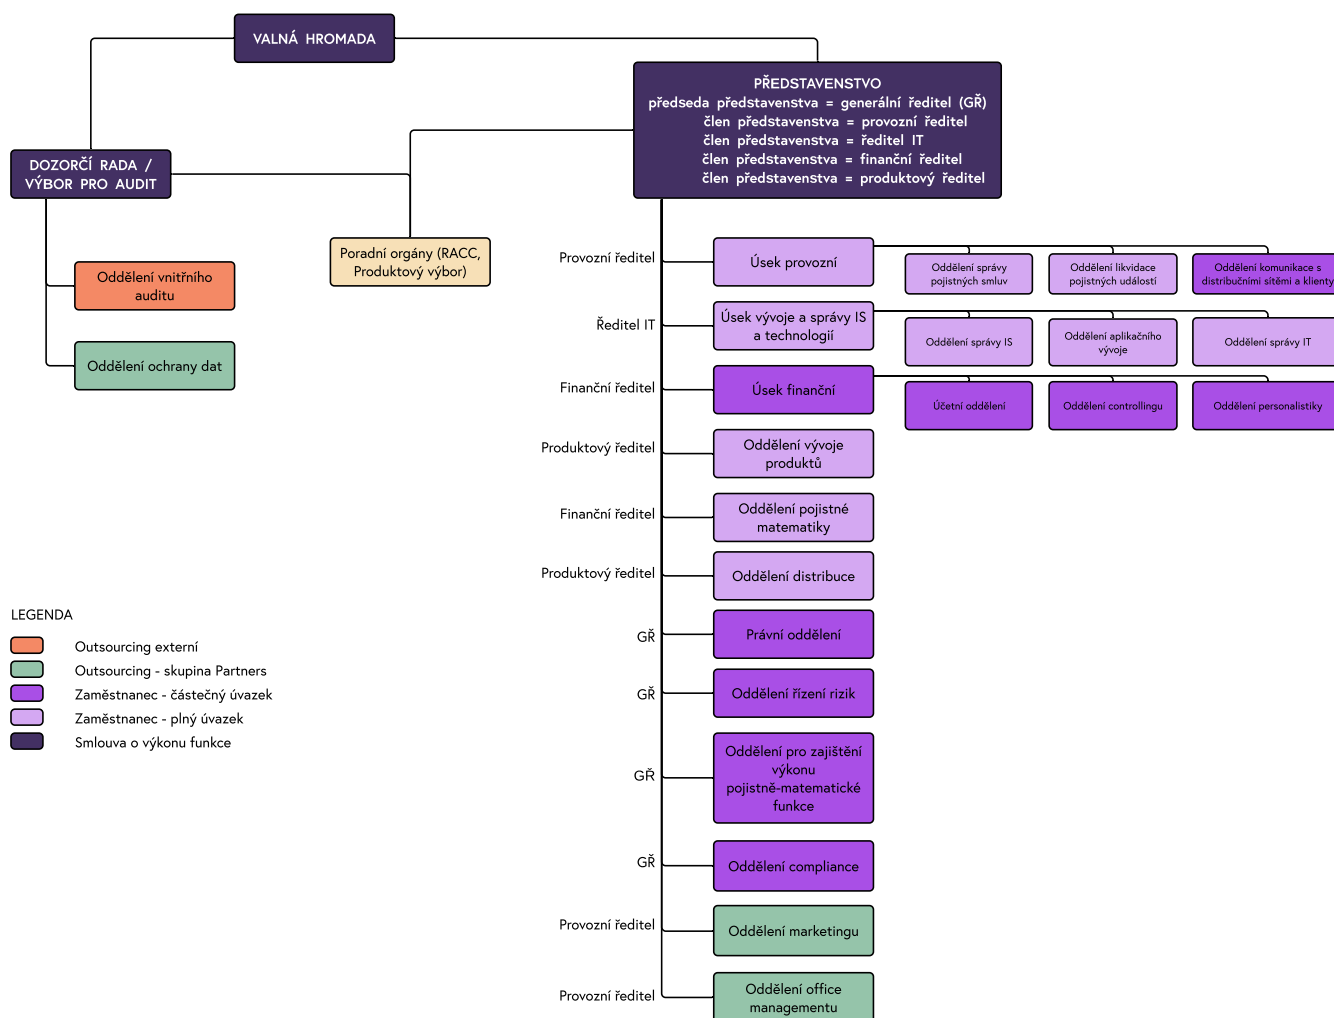 VALNÁ HROMADA
PŘEDSTAVENSTVO
předseda představenstva = generální ředitel (GŘ)
člen představenstva = provozní ředitel
člen představenstva = ředitel IT
člen představenstva = finanční ředitel
člen představenstva = produktový ředitel
DOZORČÍ RADA /
VÝBOR PRO AUDIT
Oddělení vnitřního
auditu
Oddělení ochrany dat
Poradní orgány (RACC,
Produktový výbor)
Provozní ředitel
Úsek provozní
Oddělení správy
pojistných smluv
Oddělení likvidace
pojistných událostí
Oddělení komunikace s
distribučními sítěmi a klienty
Ředitel IT
Úsek vývoje a správy IS
a technologií
Oddělení správy IS
Oddělení aplikačního
vývoje
Oddělení správy IT
Finanční ředitel
Úsek finanční
Účetní oddělení
Oddělení controllingu
Oddělení personalistiky
Produktový ředitel
Oddělení vývoje
produktů
Finanční ředitel
Oddělení pojistné
matematiky
Produktový ředitel
Oddělení distribuce
GŘ
Právní oddělení
GŘ
Oddělení řízení rizik
GŘ
Oddělení pro zajištění
výkonu
pojistně-matematické
funkce
GŘ
Oddělení compliance
Provozní ředitel
Oddělení marketingu
Provozní ředitel
Oddělení office
managementu
LEGENDA
Outsourcing externí
Outsourcing - skupina Partners
Zaměstnanec - částečný úvazek
Zaměstnanec - plný úvazek
Smlouva o výkonu funkce